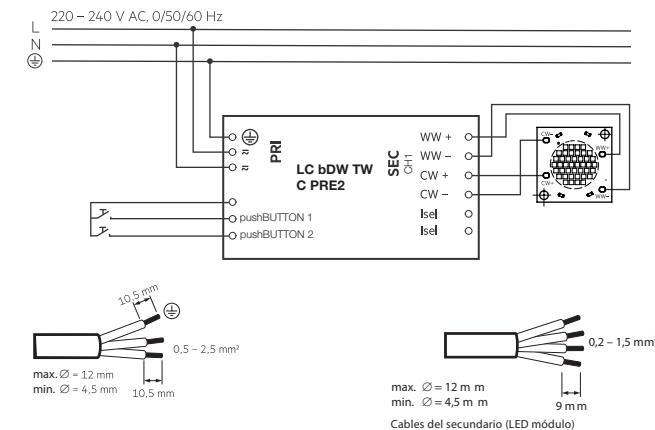 220 – 240 V AC, 0/50/60 Hz
L
N
PRI
≈
≈
LC bDW TW
C PRE2
SEC
CH1
WW +
WW –
CW +
CW –
Isel
Isel
pushBUTTON 1
pushBUTTON 2
CW–
WW+
CW+
WW–
10,5 mm
0,5 – 2,5 mm²
max. Ø = 12 mm
min. Ø = 4,5 mm
10,5 mm
0,2 – 1,5 mm²
max. Ø = 12 m m
min. Ø = 4,5 m m
9 mm
Cables del secundario (LED módulo)